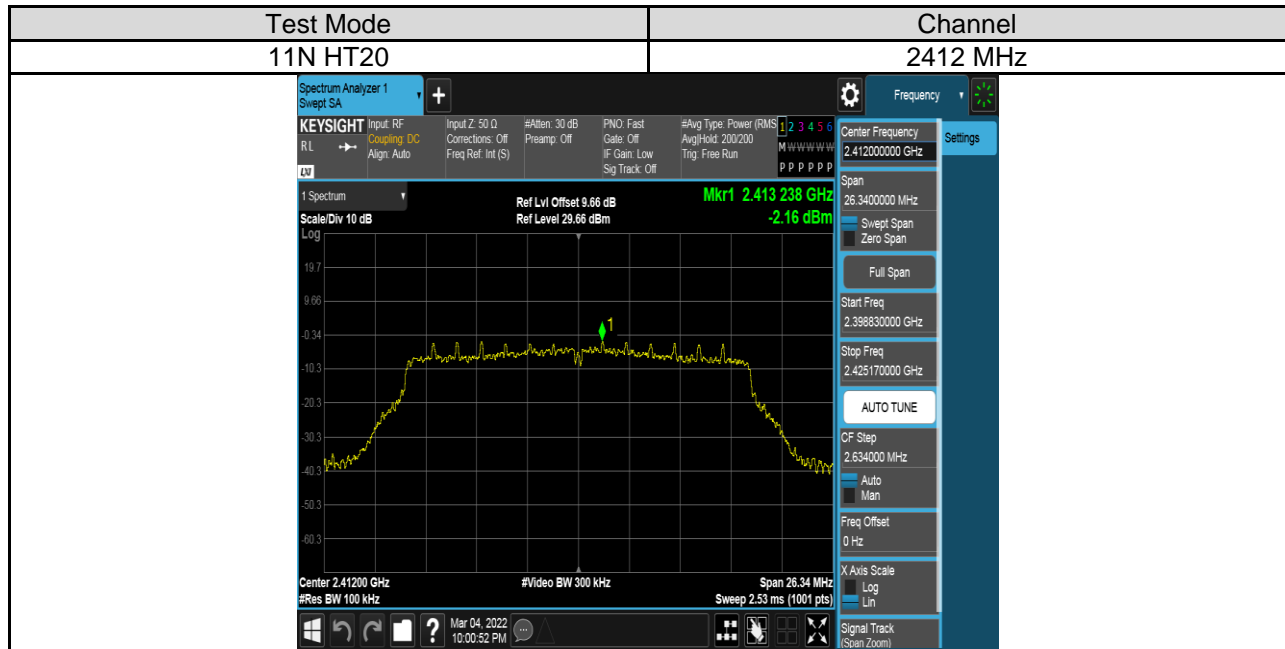 Test Mode Channel
11N HT20 2412 MHz
Spectrum Analyzer 1
Swept SA
+
Frequency
KEYSIGHT
RL
LXI
Input: RF
Coupling: DC
Align: Auto
Input Z: 50 Ω
Corrections: Off
Freq Ref: Int (S)
#Atten: 30 dB
Preamp: Off
PNO: Fast
Gate: Off
IF Gain: Low
Sig Track: Off
#Avg Type: Power (RMS
Avg|Hold: 200/200
Trig: Free Run
1 2 3 4 5 6
M W W W W W
P P P P P P
1 Spectrum
Scale/Div 10 dB
Log
Ref Lvl Offset 9.66 dB
Ref Level 29.66 dBm
Mkr1 2.413 238 GHz
-2.16 dBm
19.7
9.66
-0.34
-10.3
-20.3
-30.3
-40.3
-50.3
-60.3
1
Center 2.41200 GHz
#Res BW 100 kHz
#Video BW 300 kHz
Span 26.34 MHz
Sweep 2.53 ms (1001 pts)
?
Mar 04, 2022
10:00:52 PM
Center Frequency
2.412000000 GHz
Settings
Span
26.3400000 MHz
Swept Span
Zero Span
Full Span
Start Freq
2.398830000 GHz
Stop Freq
2.425170000 GHz
AUTO TUNE
CF Step
2.634000 MHz
Auto
Man
Freq Offset
0 Hz
X Axis Scale
Log
Lin
Signal Track
(Span Zoom)